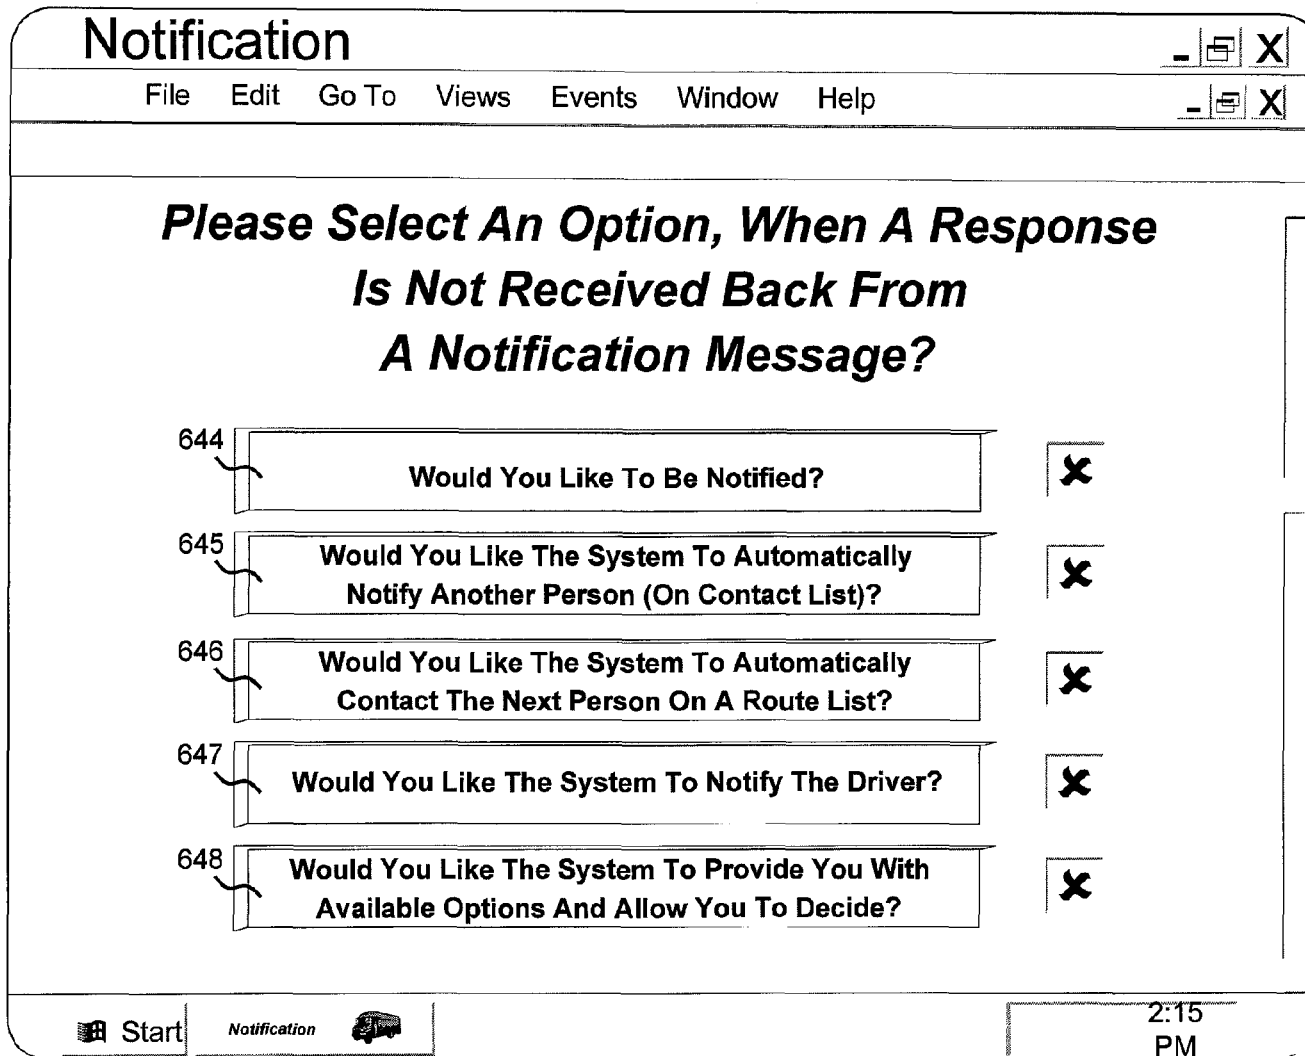 Notification
File Edit Go To Views Events Window Help
Please Select An Option, When A Response
Is Not Received Back From
A Notification Message?
644
Would You Like To Be Notified?
645
Would You Like The System To Automatically
Notify Another Person (On Contact List)?
646
Would You Like The System To Automatically
Contact The Next Person On A Route List?
647
Would You Like The System To Notify The Driver?
648
Would You Like The System To Provide You With
Available Options And Allow You To Decide?
Start Notification 2:15
PM